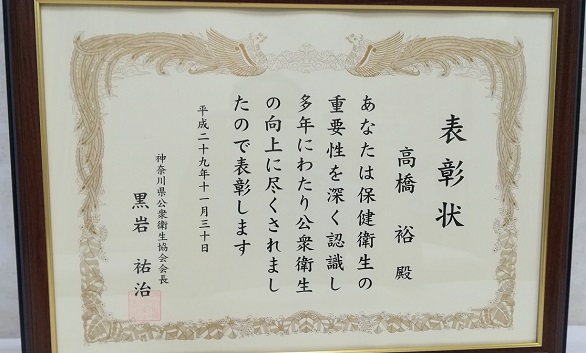 表彰状
高橋 裕 殿
あなたは保健衛生の
重要性を深く認識し
多年にわたり公衆衛生
の向上に尽くされまし
たので表彰します
平成二十九年十一月三十日
神奈川県公衆衛生協会会長
黒岩 祐治